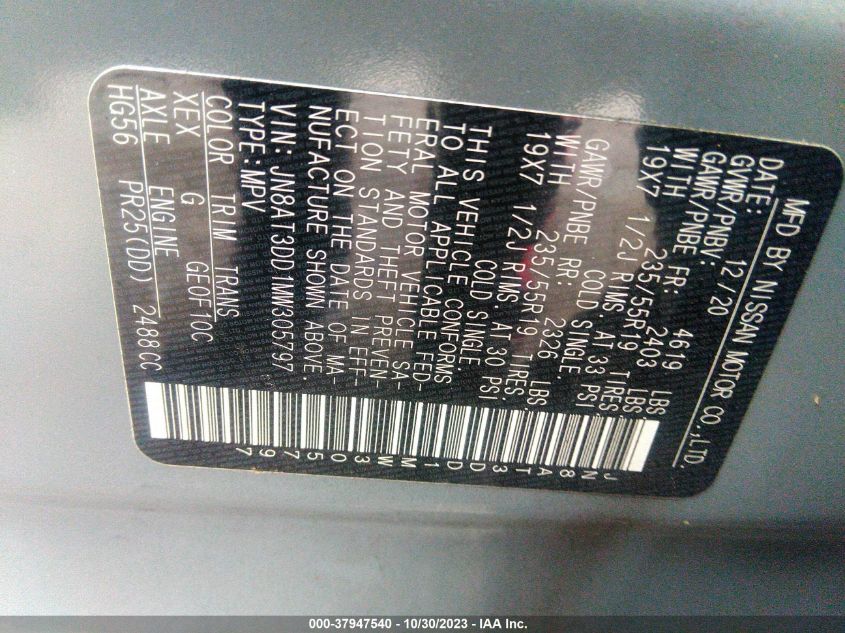 MFD BY NISSAN MOTOR CO.,LTD.
DATE: 12/20
GVWR/PNBV: 4619 LBS
GAWR/PNBE FR: 2403 LBS.
WITH 235/55R19 TIRES,
19X7 1/2J RIMS AT 33 PSI
COLD SINGLE
GAWR/PNBE RR: 2326 LBS.
WITH 235/55R19 TIRES,
19X7 1/2J RIMS AT 30 PSI
COLD SINGLE
THIS VEHICLE CONFORMS
TO ALL APPLICABLE FED-
ERAL MOTOR VEHICLE SA-
FETY AND THEFT PREVEN-
TION STANDARDS IN EFF-
ECT ON THE DATE OF MA-
NUFACTURE SHOWN ABOVE.
VIN: JN8AT3DD1MW305797
TYPE:MPV
COLOR TRIM TRANS
XEX G GE0F10C
AXLE ENGINE
HG56 PR25(DD) 2488CC
JN8AT3DD1MW305797
000-37947540 - 10/30/2023 - IAA Inc.